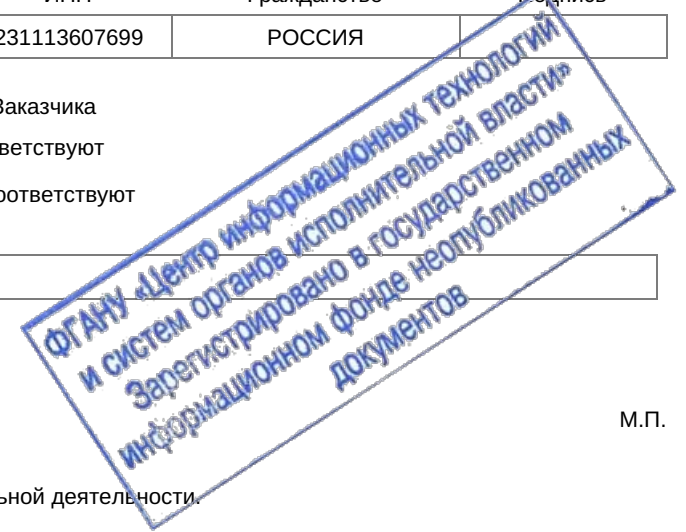 ИНН Гражданство Подпись
231113607699 РОССИЯ
Заказчика
ветствуют
оответствуют
ФГАНУ «Центр информационных технологий
и систем органов исполнительной власти»
Зарегистрировано в государственном
информационном фонде неопубликованных
документов
М.П.
ьной деятельности.